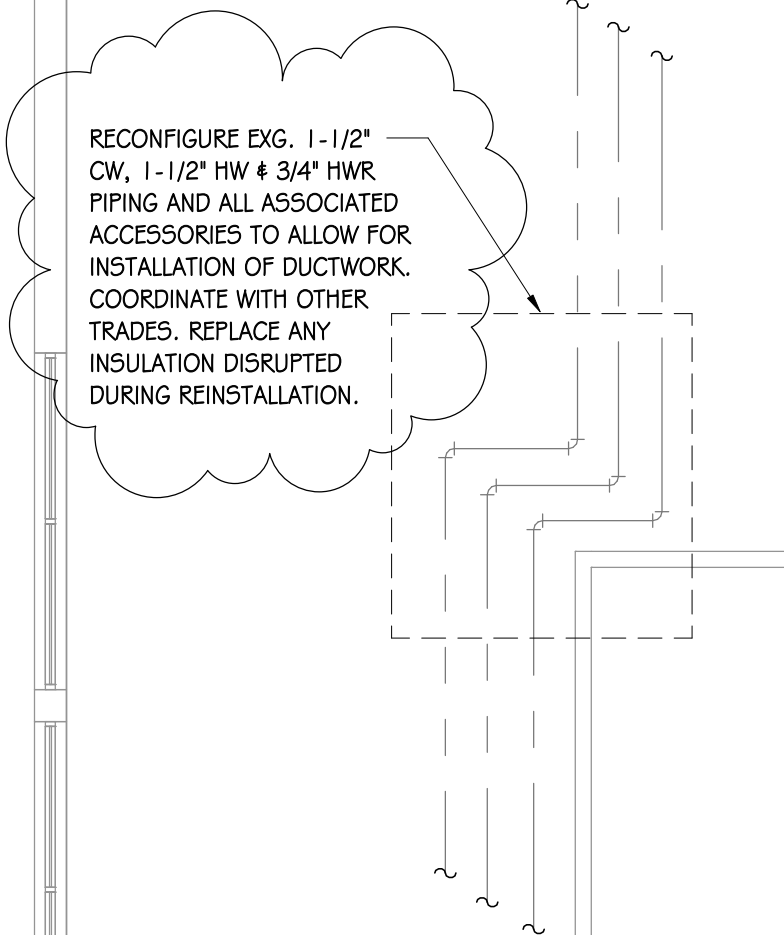 RECONFIGURE EXG. 1-1/2"
CW, 1-1/2" HW & 3/4" HWR
PIPING AND ALL ASSOCIATED
ACCESSORIES TO ALLOW FOR
INSTALLATION OF DUCTWORK.
COORDINATE WITH OTHER
TRADES. REPLACE ANY
INSULATION DISRUPTED
DURING REINSTALLATION.